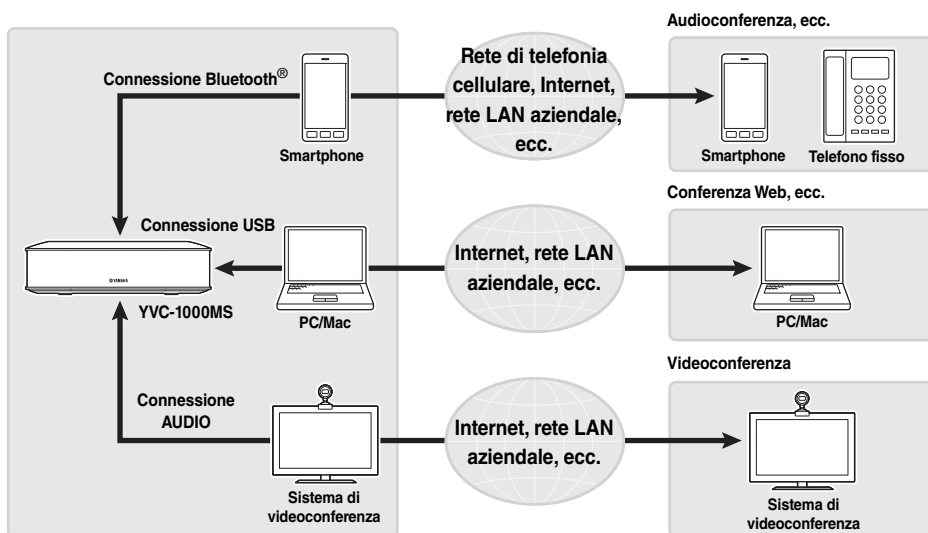 Audioconferenza, ecc.
Connessione Bluetooth®
Smartphone
Rete di telefonia
cellulare, Internet,
rete LAN aziendale,
ecc.
Smartphone
Telefono fisso
Conferenza Web, ecc.
Connessione USB
YAMAHA
YVC-1000MS
PC/Mac
Internet, rete LAN
aziendale, ecc.
PC/Mac
Videoconferenza
Connessione
AUDIO
Sistema di
videoconferenza
Internet, rete LAN
aziendale, ecc.
Sistema di
videoconferenza